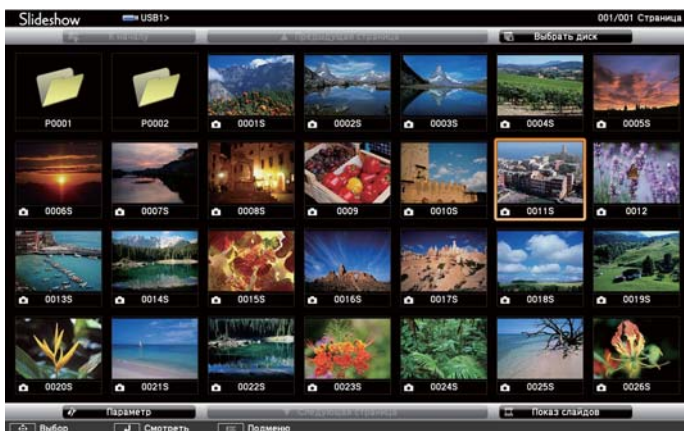 Slideshow USB1> 001/001 Страница
К началу Предыдущая страница Выбрать диск
P0001 P0002 0001S 0002S 0003S 0004S 0005S
0006S 0007S 0008S 0009 0010S 0011S 0012
0013S 0014S 0015S 0016S 0017S 0018S 0019S
0020S 0021S 0022S 0023S 0024S 0025S 0026S
Параметр Следующая страница Показ слайдов
Выбор Смотреть ESC Подменю